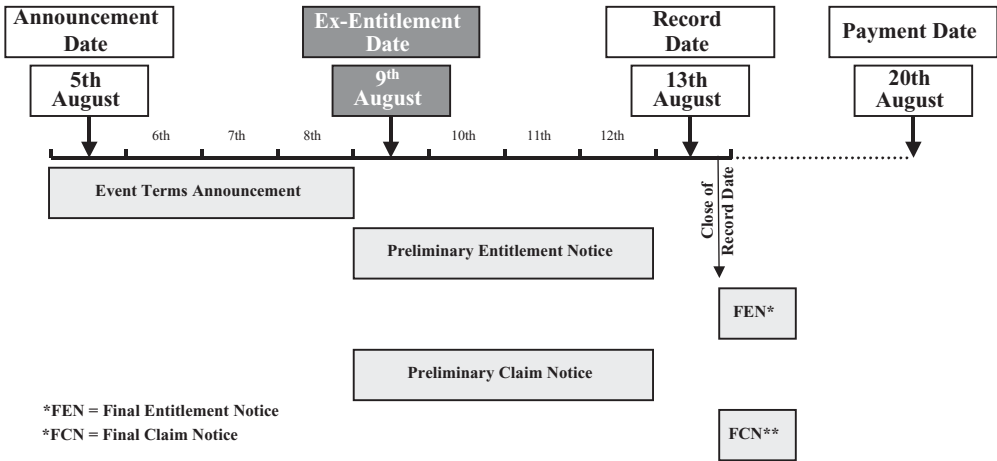 Announcement
Date
Ex-Entitlement
Date
Record
Date
Payment Date
5th
August
9th
August
13th
August
20th
August
6th
7th
8th
10th
11th
12th
Event Terms Announcement
Close of
Record Date
Preliminary Entitlement Notice
FEN*
Preliminary Claim Notice
*FEN = Final Entitlement Notice
*FCN = Final Claim Notice
FCN**